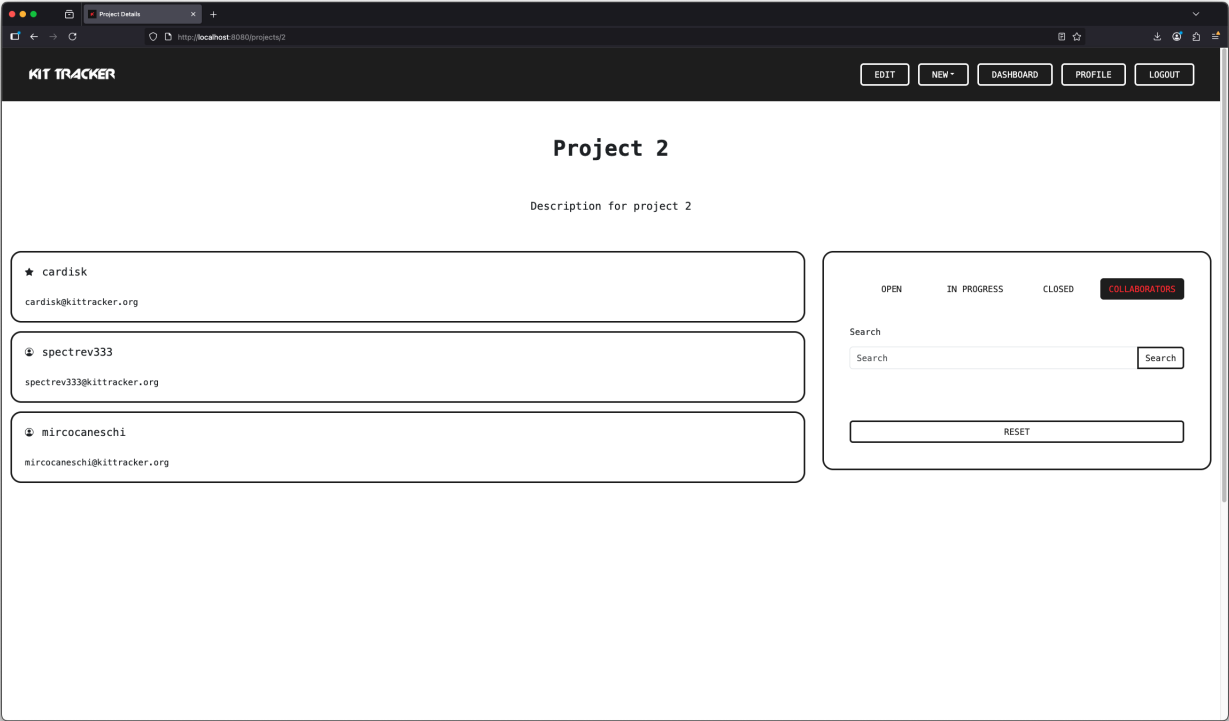 Project Details
http://localhost:8080/projects/2
KIT TRACKER
EDIT
NEW
DASHBOARD
PROFILE
LOGOUT
Project 2
Description for project 2
cardisk
cardisk@kittracker.org
spectrev333
spectrev333@kittracker.org
mircocaneschi
mircocaneschi@kittracker.org
OPEN
IN PROGRESS
CLOSED
COLLABORATORS
Search
Search
Search
RESET